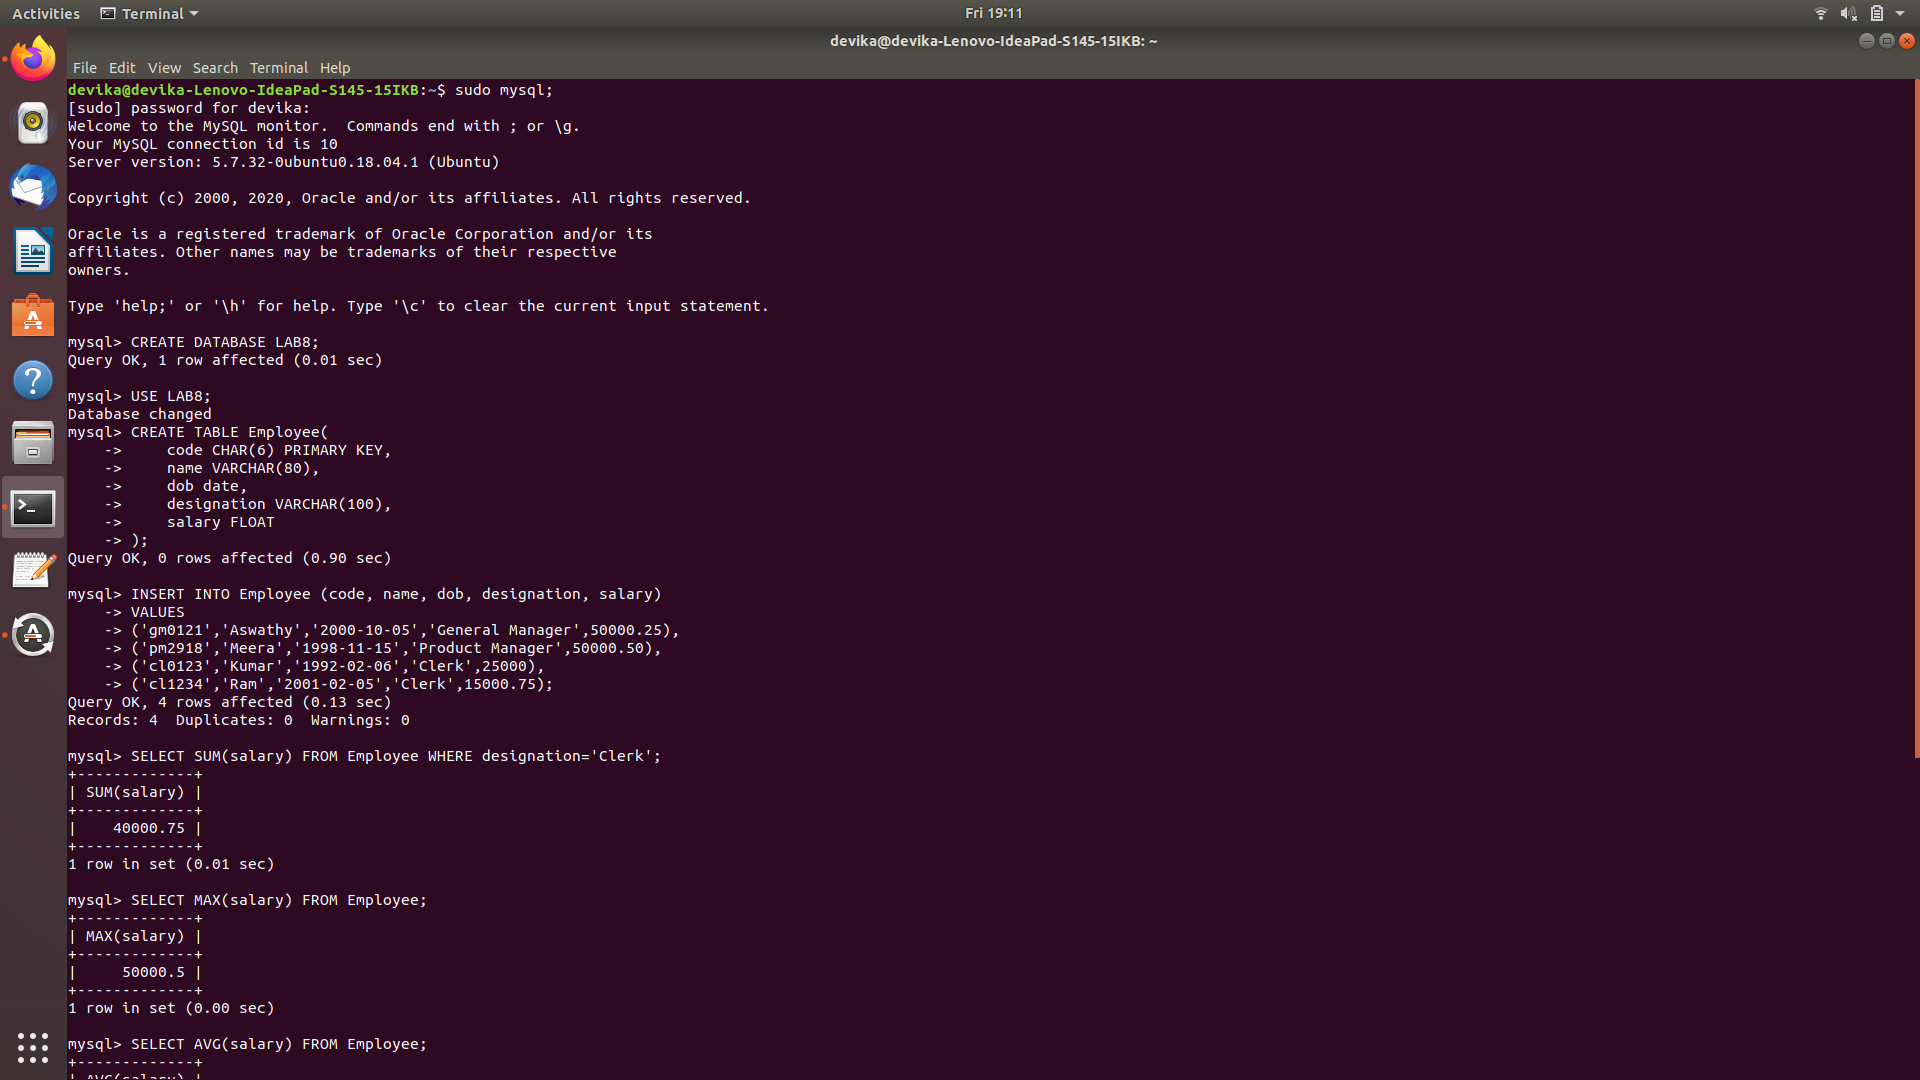 Activities Terminal Fri 19:11
devika@devika-Lenovo-IdeaPad-S145-15IKB: ~
File Edit View Search Terminal Help
devika@devika-Lenovo-IdeaPad-S145-15IKB:~$ sudo mysql;
[sudo] password for devika:
Welcome to the MySQL monitor.  Commands end with ; or \g.
Your MySQL connection id is 10
Server version: 5.7.32-0ubuntu0.18.04.1 (Ubuntu)

Copyright (c) 2000, 2020, Oracle and/or its affiliates. All rights reserved.

Oracle is a registered trademark of Oracle Corporation and/or its
affiliates. Other names may be trademarks of their respective
owners.

Type 'help;' or '\h' for help. Type '\c' to clear the current input statement.

mysql> CREATE DATABASE LAB8;
Query OK, 1 row affected (0.01 sec)

mysql> USE LAB8;
Database changed
mysql> CREATE TABLE Employee(
    ->     code CHAR(6) PRIMARY KEY,
    ->     name VARCHAR(80),
    ->     dob date,
    ->     designation VARCHAR(100),
    ->     salary FLOAT
    -> );
Query OK, 0 rows affected (0.90 sec)

mysql> INSERT INTO Employee (code, name, dob, designation, salary)
    -> VALUES
    -> ('gm0121','Aswathy','2000-10-05','General Manager',50000.25),
    -> ('pm2918','Meera','1998-11-15','Product Manager',50000.50),
    -> ('cl0123','Kumar','1992-02-06','Clerk',25000),
    -> ('cl1234','Ram','2001-02-05','Clerk',15000.75);
Query OK, 4 rows affected (0.13 sec)
Records: 4  Duplicates: 0  Warnings: 0

mysql> SELECT SUM(salary) FROM Employee WHERE designation='Clerk';
+-------------+
| SUM(salary) |
+-------------+
|    40000.75 |
+-------------+
1 row in set (0.01 sec)

mysql> SELECT MAX(salary) FROM Employee;
+-------------+
| MAX(salary) |
+-------------+
|     50000.5 |
+-------------+
1 row in set (0.00 sec)

mysql> SELECT AVG(salary) FROM Employee;
+-------------+
| AVG(salary) |